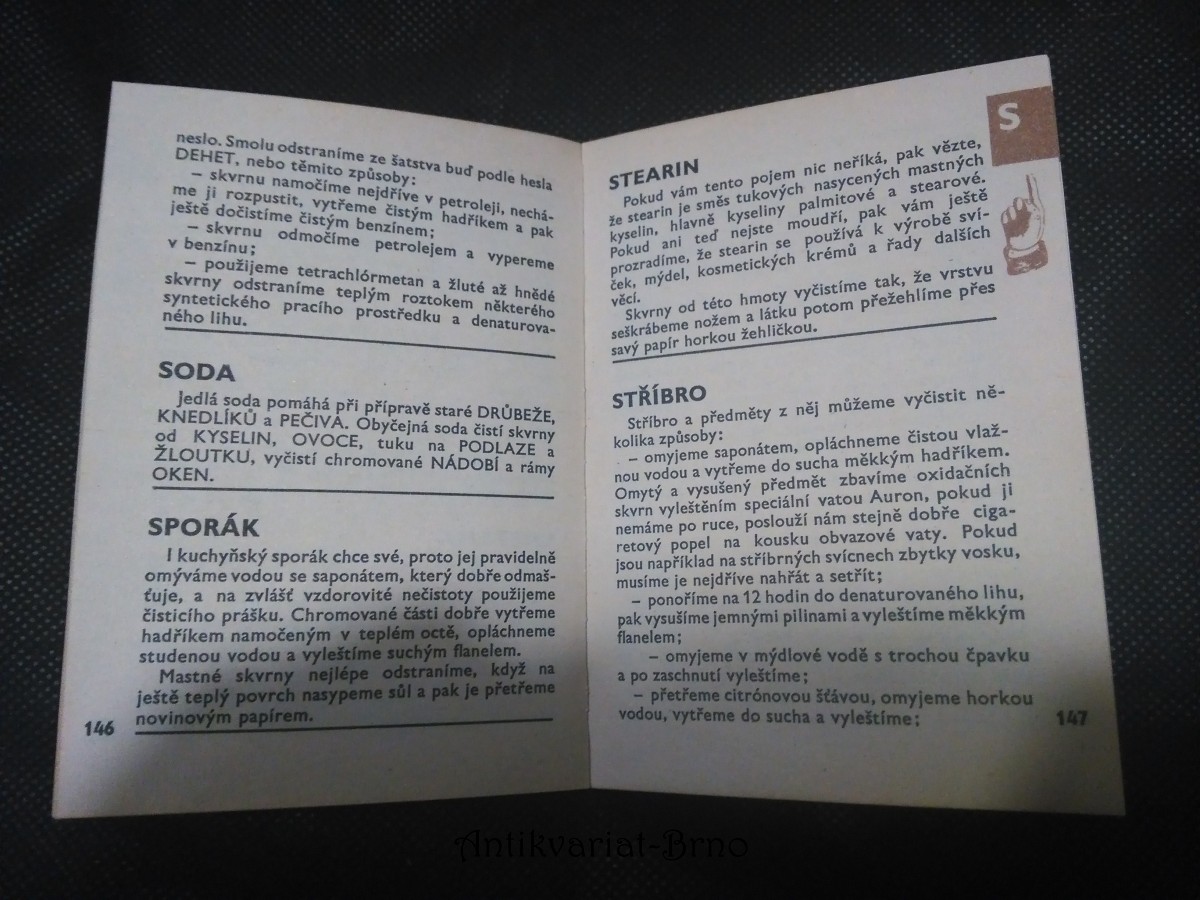 neslo. Smolu odstraníme ze šatstva buď podle hesla
DEHET, nebo těmito způsoby:
– skvrnu namočíme nejdříve v petroleji, nechá-
me ji rozpustit, vytřeme čistým hadříkem a pak
ještě dočistíme čistým benzínem;
– skvrnu odmočíme petrolejem a vypereme
v benzínu;
– použijeme tetrachlórmetan a žluté až hnědé
skvrny odstraníme teplým roztokem některého
syntetického pracího prostředku a denaturova-
ného lihu.
SODA
Jedlá soda pomáhá při přípravě staré DRŮBEŽE,
KNEDLÍKŮ a PEČIVA. Obyčejná soda čistí skvrny
od KYSELIN, OVOCE, tuku na PODLAZE a
ŽLOUTKU, vyčistí chromované NÁDOBÍ a rámy
OKEN.
SPORÁK
I kuchyňský sporák chce své, proto jej pravidelně
omýváme vodou se saponátem, který dobře odmaš-
ťuje, a na zvlášť vzdorovité nečistoty použijeme
čisticího prášku. Chromované části dobře vytřeme
hadříkem namočeným v teplém octě, opláchneme
studenou vodou a vyleštíme suchým flanelem.
Mastné skvrny nejlépe odstraníme, když na
ještě teplý povrch nasypeme sůl a pak je přetřeme
novinovým papírem.
146
S
STEARIN
Pokud vám tento pojem nic neříká, pak vězte,
že stearin je směs tukových nasycených mastných
kyselin, hlavně kyseliny palmitové a stearové.
Pokud ani teď nejste moudří, pak vám ještě
prozradíme, že stearin se používá k výrobě sví-
ček, mýdel, kosmetických krémů a řady dalších
věcí.
Skvrny od této hmoty vyčistíme tak, že vrstvu
seškrábeme nožem a látku potom přežehlíme přes
savý papír horkou žehličkou.
STŘÍBRO
Stříbro a předměty z něj můžeme vyčistit ně-
kolika způsoby:
– omyjeme saponátem, opláchneme čistou vlaž-
nou vodou a vytřeme do sucha měkkým hadříkem.
Omytý a vysušený předmět zbavíme oxidačních
skvrn vyleštěním speciální vatou Auron, pokud ji
nemáme po ruce, poslouží nám stejně dobře ciga-
retový popel na kousku obvazové vaty. Pokud
jsou například na stříbrných svícnech zbytky vosku,
musíme je nejdříve nahřát a setřít;
– ponoříme na 12 hodin do denaturovaného lihu,
pak vysušíme jemnými pilinami a vyleštíme měkkým
flanelem;
– omyjeme v mýdlové vodě s trochou čpavku
a po zaschnutí vyleštíme;
– přetřeme citrónovou šťávou, omyjeme horkou
vodou, vytřeme do sucha a vyleštíme;
147
Antikvariat-Brno